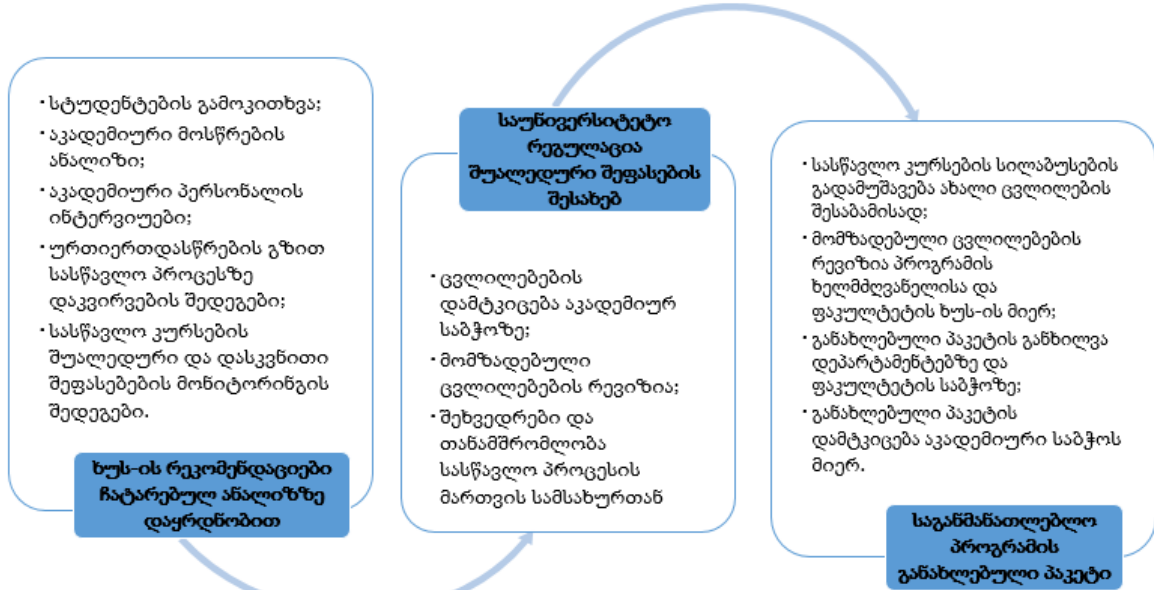 · სტუდენტების გამოკითხვა;
· აკადემიური მოსწრების
ანალიზი;
· აკადემიური პერსონალის
ინტერვიუები;
· ურთიერთდასწრების გზით
სასწავლო პროცესზე
დაკვირვების შედეგები;
· სასწავლო კურსების
შუალედური და დასკვნითი
შეფასებების მონიტორინგის
შედეგები.
ხუს-ის რეკომენდაციები
ჩატარებულ ანალიზზე
დაყრდნობით
საუნივერსიტეტო
რეგულაცია
შუალედური შეფასების
შესახებ
· ცვლილებების
დამტკიცება აკადემიურ
საბჭოზე;
· მომზადებული
ცვლილებების რევიზია;
· შეხვედრები და
თანამშრომლობა
სასწავლო პროცესის
მართვის სამსახურთან
· სასწავლო კურსების სილაბუსების
გადამუშავება ახალი ცვლილების
შესაბამისად;
· მომზადებული ცვლილებების
რევიზია პროგრამის
ხელმძღვანელისა და
ფაკულტეტის ხუს-ის მიერ;
· განახლებული პაკეტის განხილვა
დეპარტამენტებზე და
ფაკულტეტის საბჭოზე;
· განახლებული პაკეტის
დამტკიცება აკადემიური საბჭოს
მიერ.
საგანმანათლებლო
პროგრამის
განახლებული პაკეტი